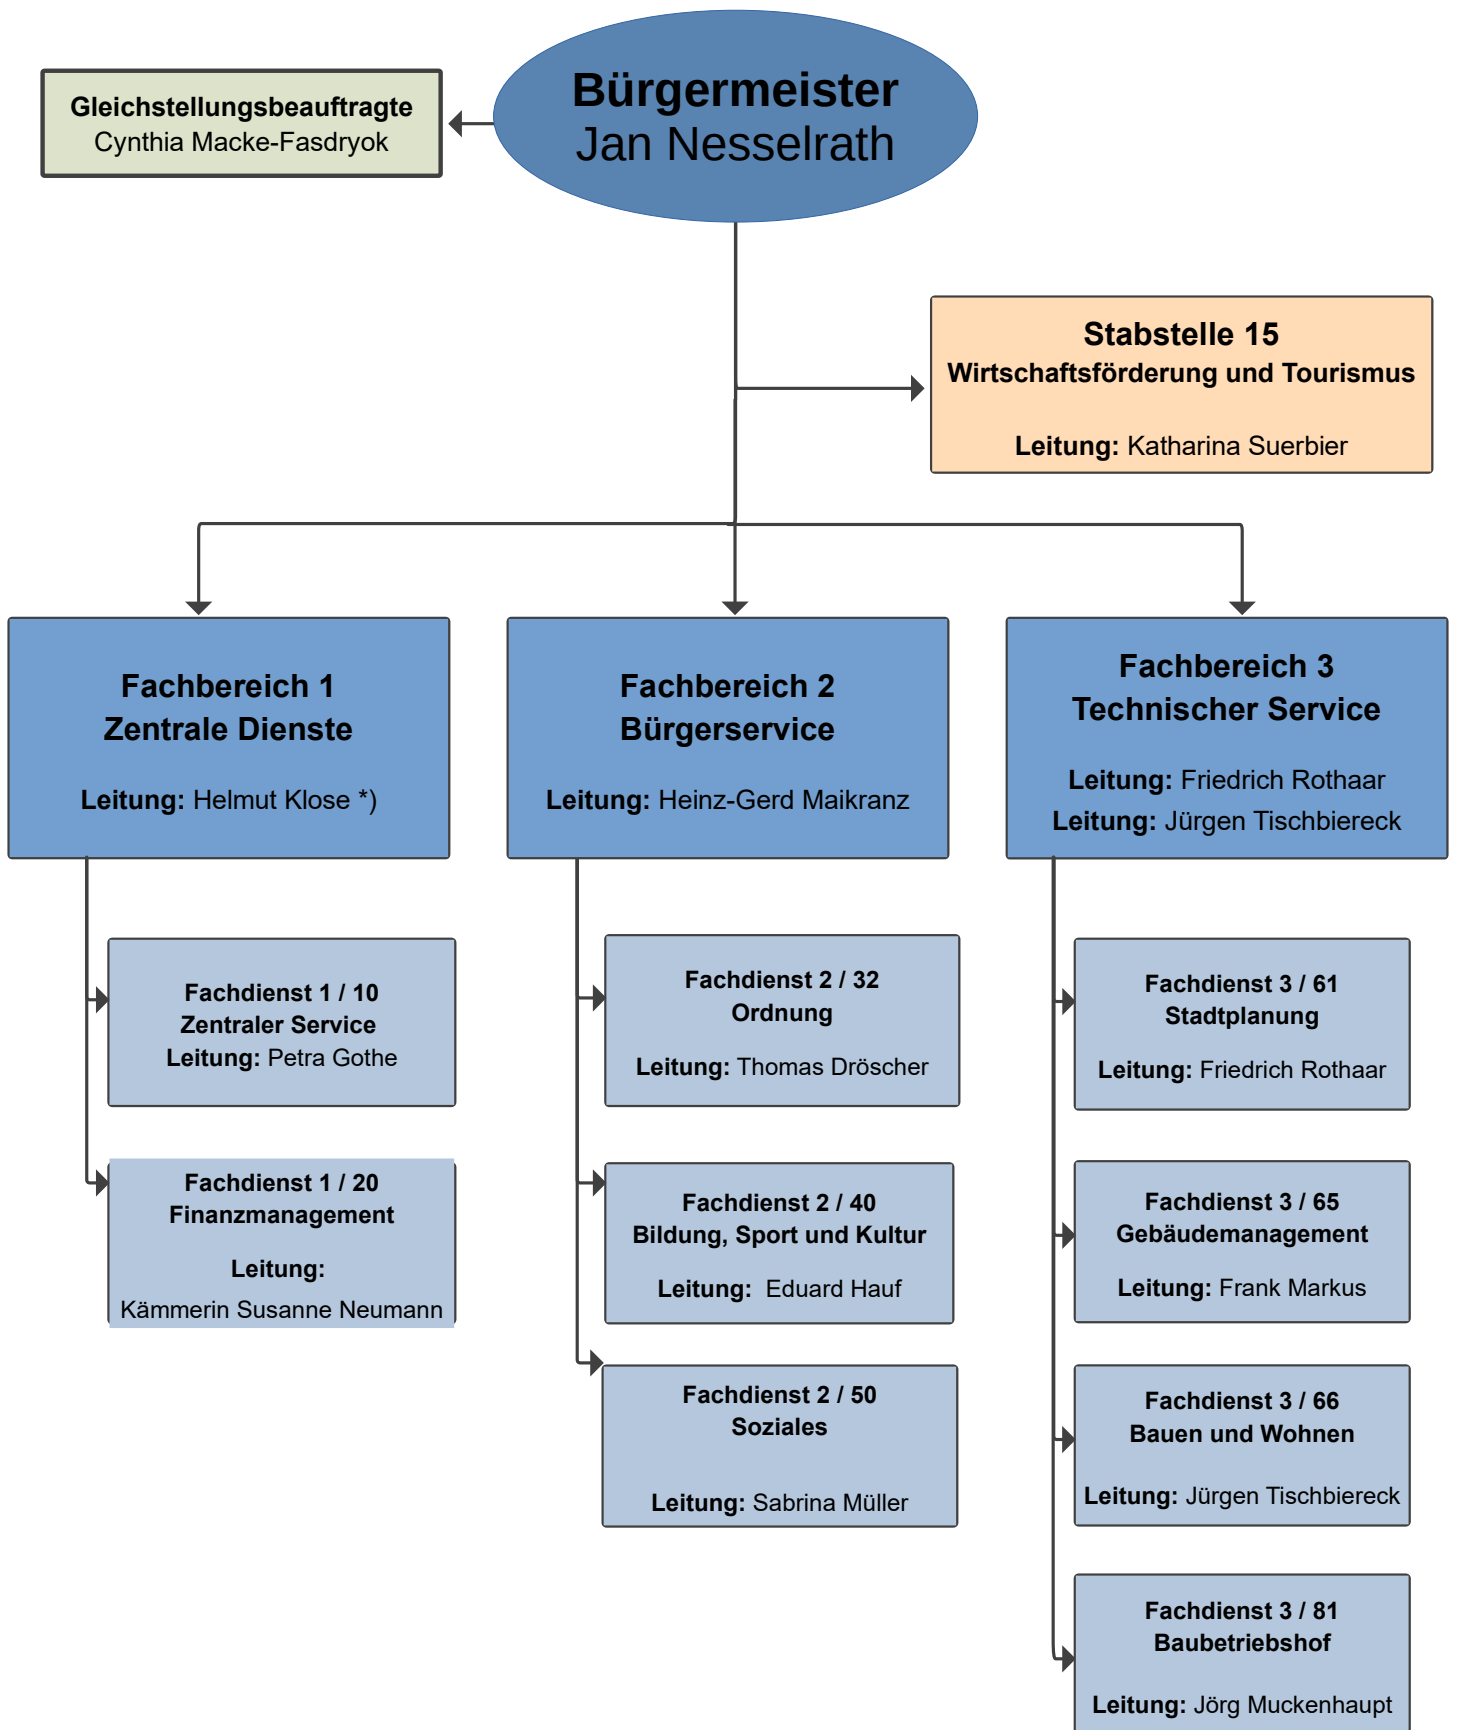 Bürgermeister
Jan Nesselrath
Gleichstellungsbeauftragte
Cynthia Macke-Fasdryok
Stabstelle 15
Wirtschaftsförderung und Tourismus
Leitung: Katharina Suerbier
Fachbereich 1
Zentrale Dienste
Leitung: Helmut Klose *)
Fachbereich 2
Bürgerservice
Leitung: Heinz-Gerd Maikranz
Fachbereich 3
Technischer Service
Leitung: Friedrich Rothaar
Leitung: Jürgen Tischbiereck
Fachdienst 1 / 10
Zentraler Service
Leitung: Petra Gothe
Fachdienst 1 / 20
Finanzmanagement
Leitung:
Kämmerin Susanne Neumann
Fachdienst 2 / 32
Ordnung
Leitung: Thomas Dröscher
Fachdienst 2 / 40
Bildung, Sport und Kultur
Leitung: Eduard Hauf
Fachdienst 2 / 50
Soziales
Leitung: Sabrina Müller
Fachdienst 3 / 61
Stadtplanung
Leitung: Friedrich Rothaar
Fachdienst 3 / 65
Gebäudemanagement
Leitung: Frank Markus
Fachdienst 3 / 66
Bauen und Wohnen
Leitung: Jürgen Tischbiereck
Fachdienst 3 / 81
Baubetriebshof
Leitung: Jörg Muckenhaupt